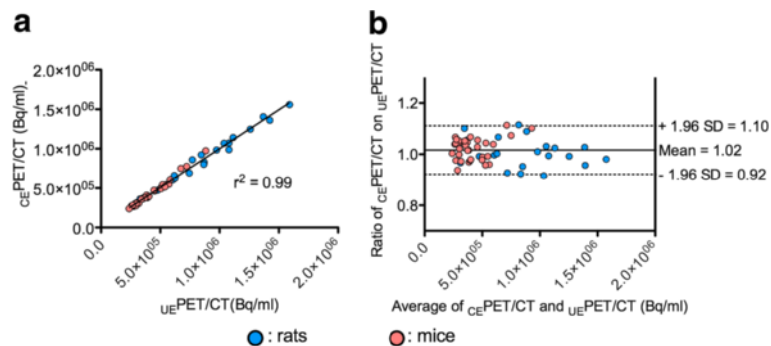 a
CEPET/CT (Bq/ml).
2.0×10⁰⁶
1.5×10⁰⁶
1.0×10⁰⁶
5.0×10⁰⁵
0.0
r² = 0.99
0.0
5.0×10⁰⁵
1.0×10⁰⁶
1.5×10⁰⁶
2.0×10⁰⁶
UEPET/CT(Bq/ml)
b
Ratio of CEPET/CT on UEPET/CT
1.2
1.0
0.8
+ 1.96 SD = 1.10
Mean = 1.02
- 1.96 SD = 0.92
0.0
5.0×10⁰⁵
1.0×10⁰⁶
1.5×10⁰⁶
2.0×10⁰⁶
Average of CEPET/CT and UEPET/CT (Bq/ml)
: rats
: mice